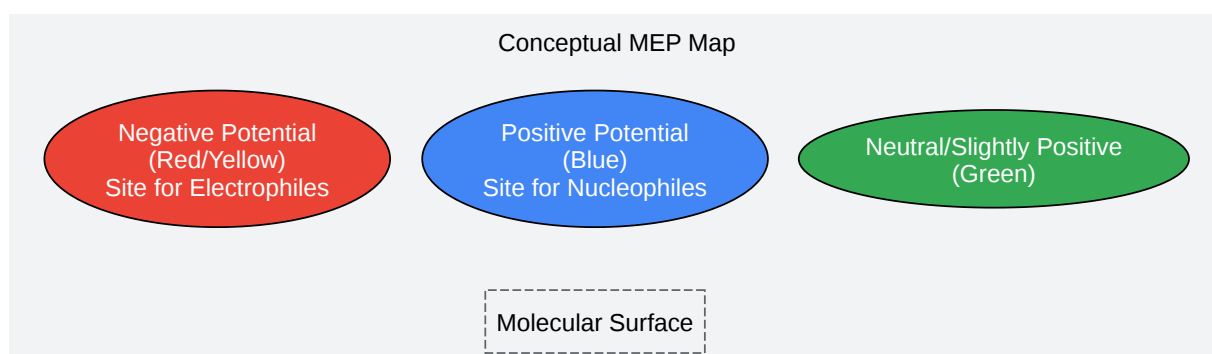 Conceptual MEP Map
Negative Potential
(Red/Yellow)
Site for Electrophiles
Positive Potential
(Blue)
Site for Nucleophiles
Neutral/Slightly Positive
(Green)
Molecular Surface